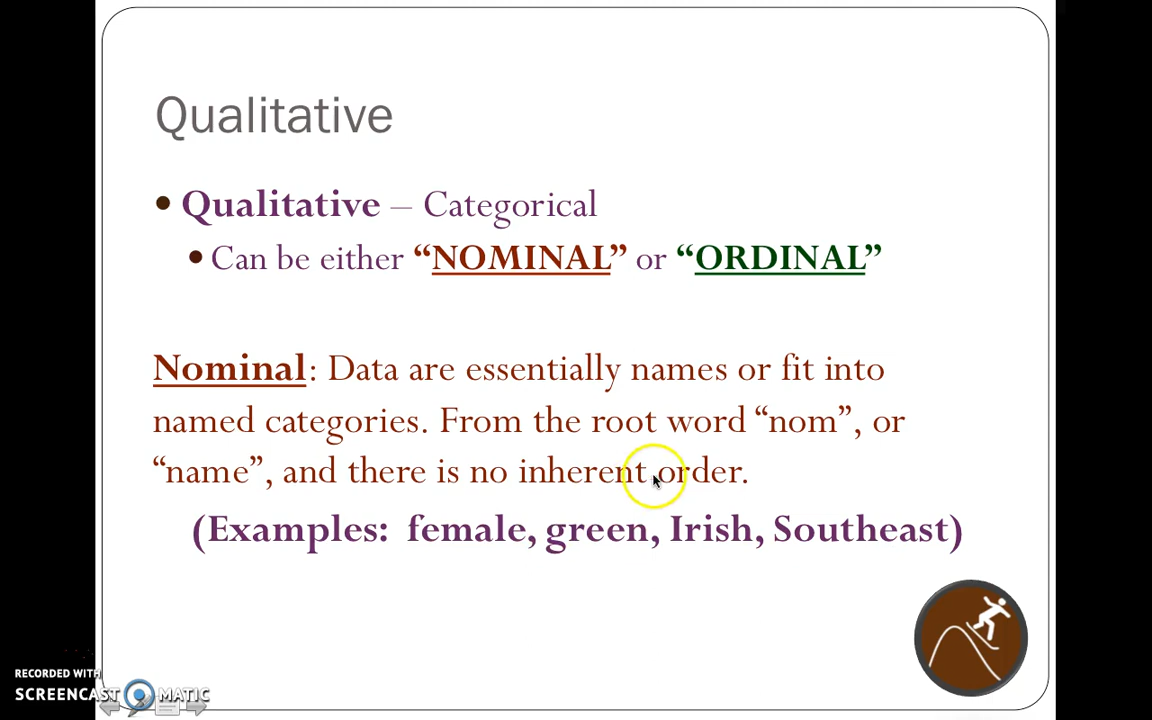 Qualitative
• Qualitative – Categorical
• Can be either “NOMINAL” or “ORDINAL”
Nominal: Data are essentially names or fit into
named categories. From the root word “nom”, or
“name”, and there is no inherent order.
(Examples: female, green, Irish, Southeast)
RECORDED WITH
SCREENCAST MATIC